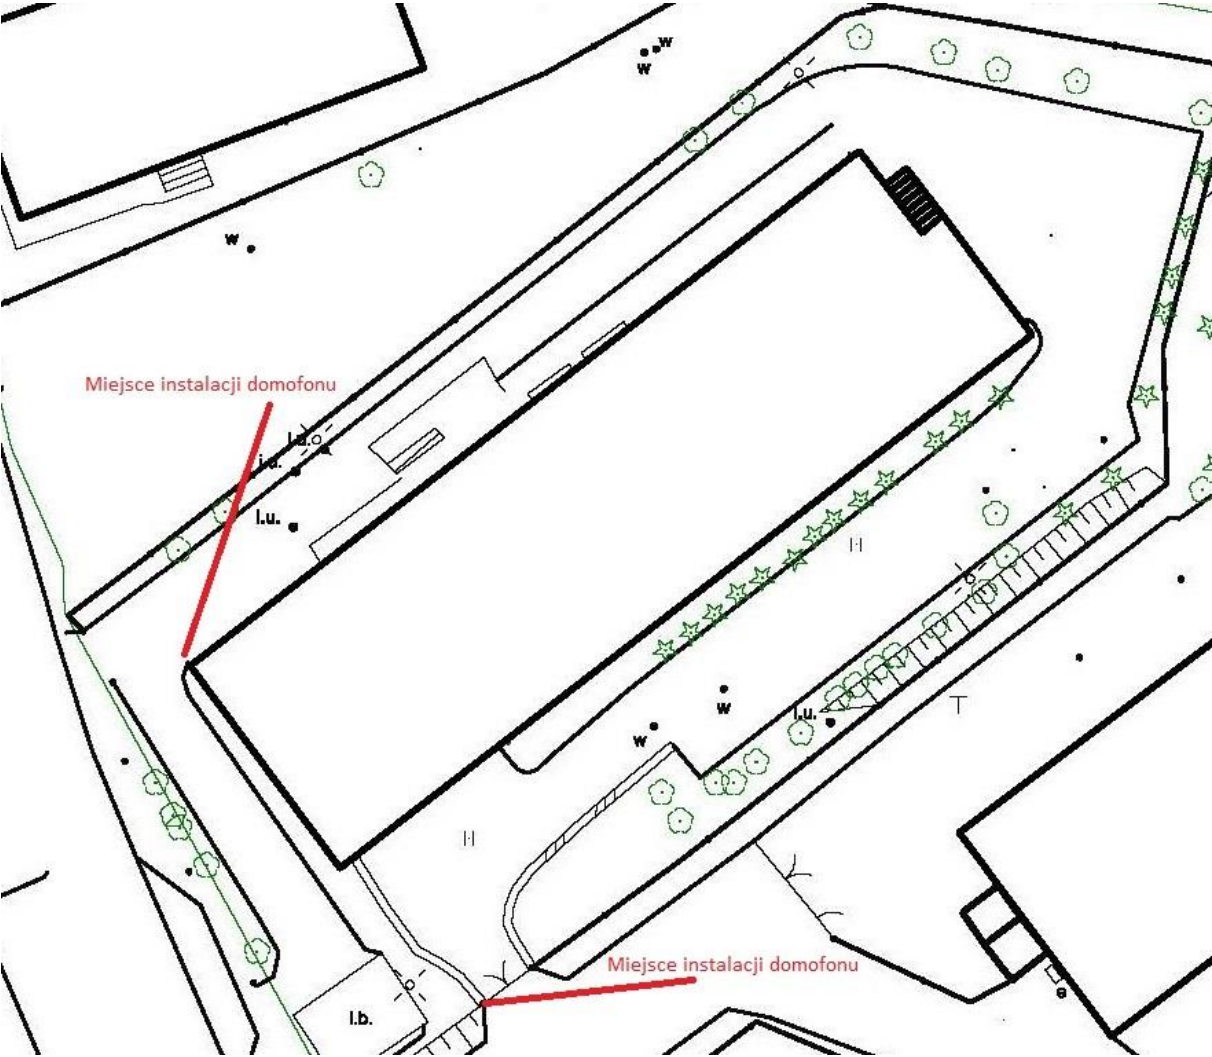 w
w
w
Miejsce instalacji domofonu
l.u.
i.u.
l.u.
w
l.u.
w
Miejsce instalacji domofonu
e
l.b.